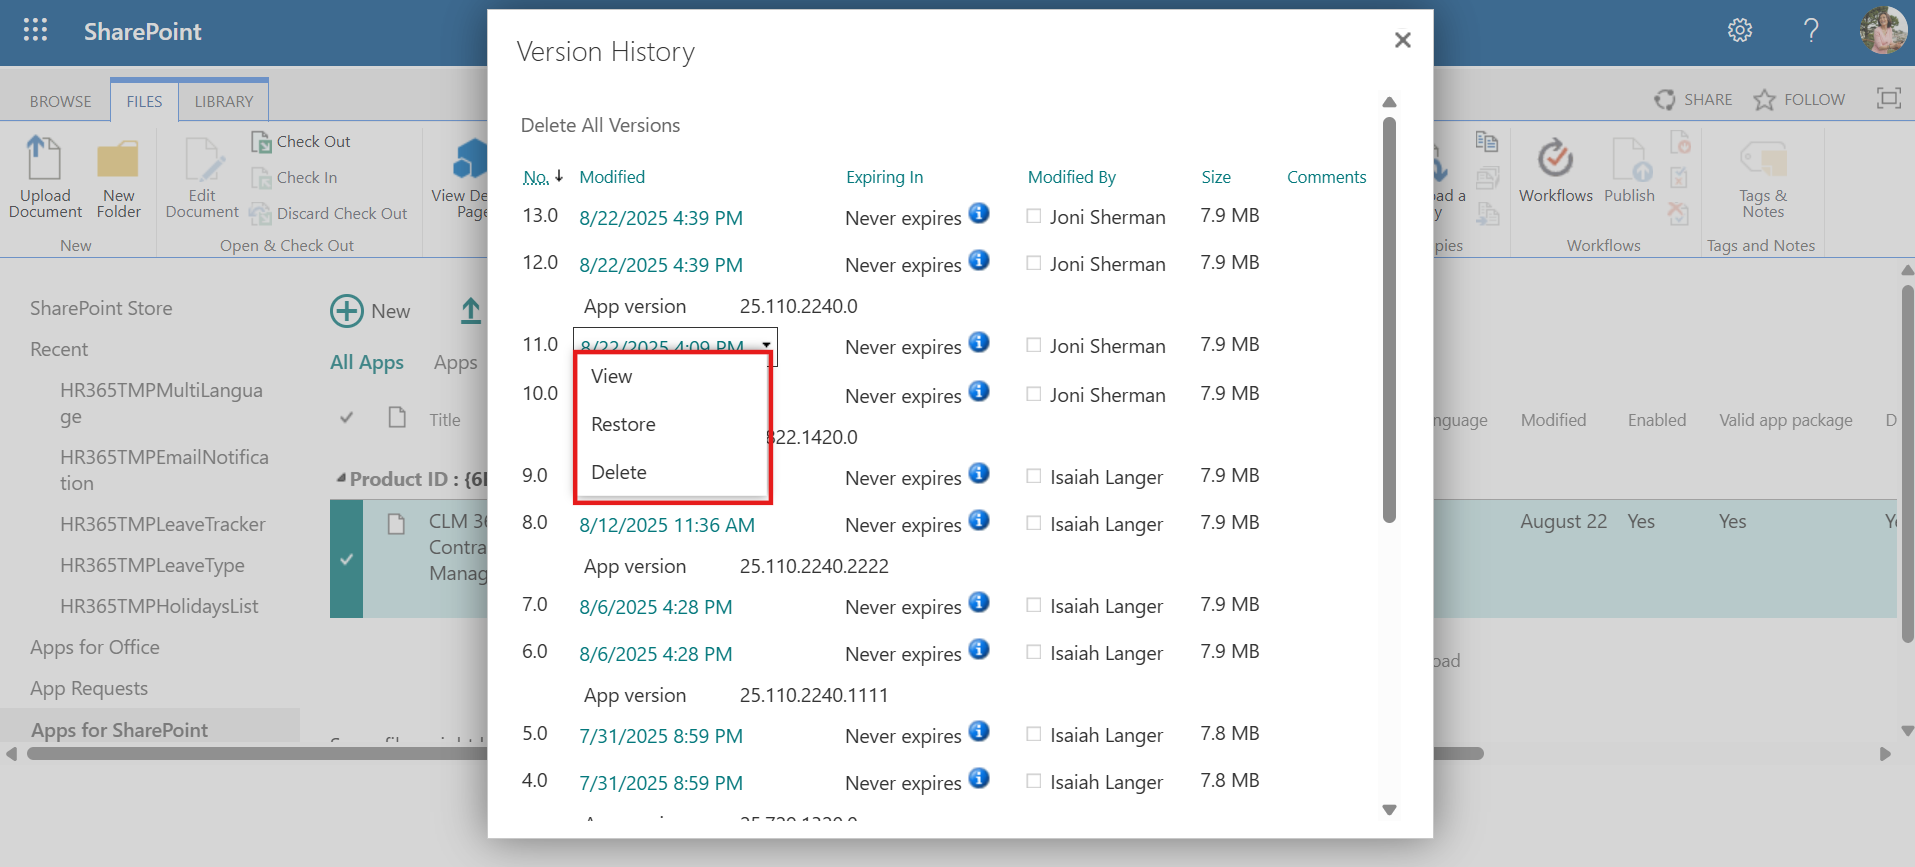 SharePoint
BROWSE
FILES
LIBRARY
SHARE
FOLLOW
Upload Document
New Folder
New
Edit Document
Check Out
Check In
Discard Check Out
Open & Check Out
View
Page
Workflows
Publish
Workflows
Tags & Notes
Tags and Notes
SharePoint Store
Recent
HR365TMPMultiLangua
ge
HR365TMPEmailNotifica
tion
HR365TMPLeaveTracker
HR365TMPLeaveType
HR365TMPHolidaysList
Apps for Office
App Requests
Apps for SharePoint
New
All Apps
Apps
Title
Product ID : {6
CLM
Contra
Manag
nguage
Modified
Enabled
Valid app package
D
August 22
Yes
Yes
Ye
oad
Version History
Delete All Versions
No. Modified Expiring In Modified By Size Comments
13.0 8/22/2025 4:39 PM Never expires Joni Sherman 7.9 MB
12.0 8/22/2025 4:39 PM Never expires Joni Sherman 7.9 MB
App version 25.110.2240.0
11.0 8/22/2025 4:09 PM Never expires Joni Sherman 7.9 MB
View
10.0 Never expires Joni Sherman 7.9 MB
Restore
822.1420.0
Delete
9.0 Never expires Isaiah Langer 7.9 MB
8.0 8/12/2025 11:36 AM Never expires Isaiah Langer 7.9 MB
App version 25.110.2240.2222
7.0 8/6/2025 4:28 PM Never expires Isaiah Langer 7.9 MB
6.0 8/6/2025 4:28 PM Never expires Isaiah Langer 7.9 MB
App version 25.110.2240.1111
5.0 7/31/2025 8:59 PM Never expires Isaiah Langer 7.8 MB
4.0 7/31/2025 8:59 PM Never expires Isaiah Langer 7.8 MB